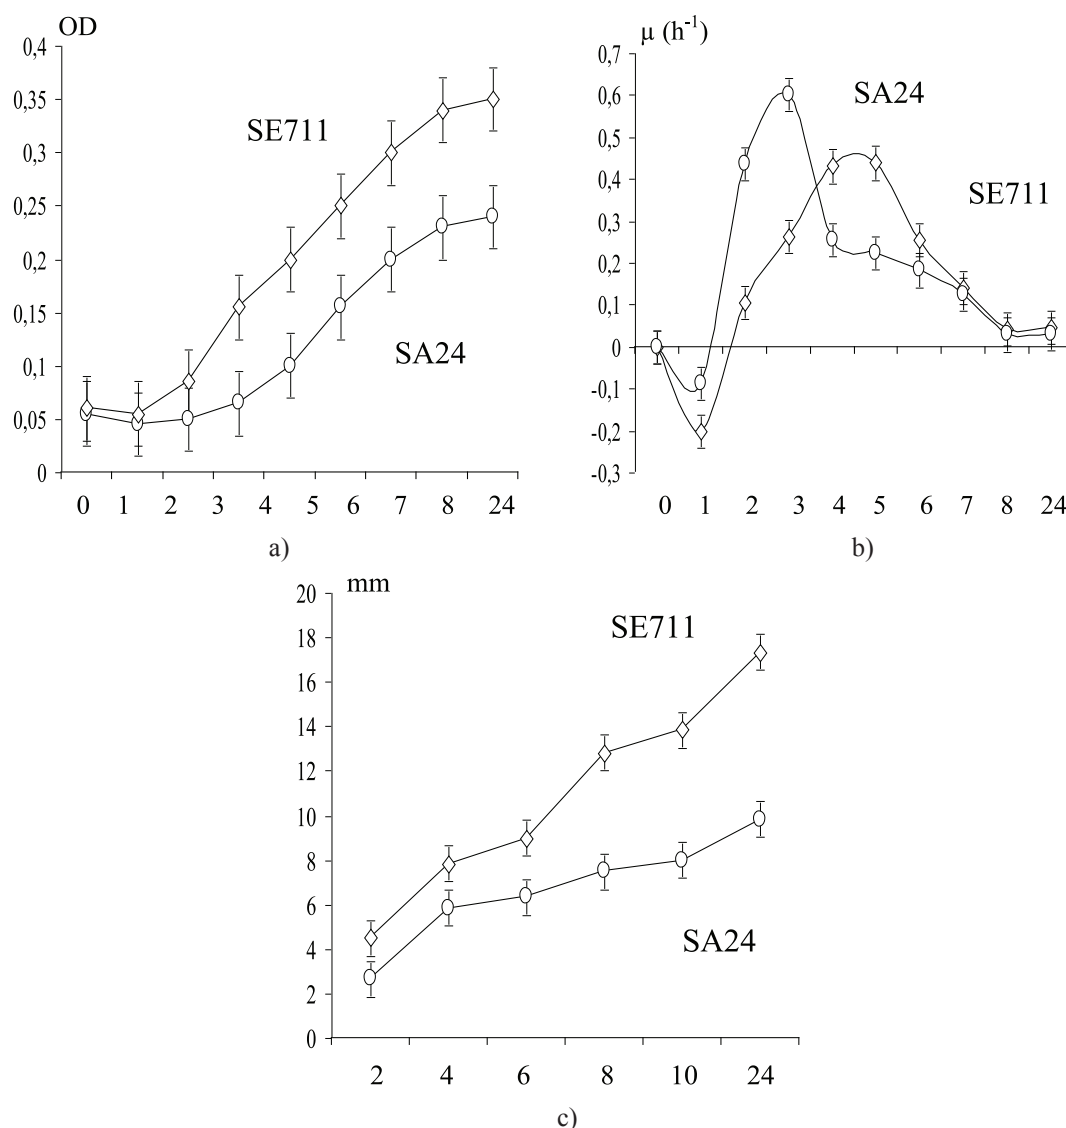 OD
0,4
0,35
0,3
0,25
0,2
0,15
0,1
0,05
0
SE711
SA24
0 1 2 3 4 5 6 7 8 24
a)
µ (h⁻¹)
0,7
0,6
0,5
0,4
0,3
0,2
0,1
0
-0,1
-0,2
-0,3
SA24
SE711
0 1 2 3 4 5 6 7 8 24
b)
mm
20
18
16
14
12
10
8
6
4
2
0
SE711
SA24
2 4 6 8 10 24
c)